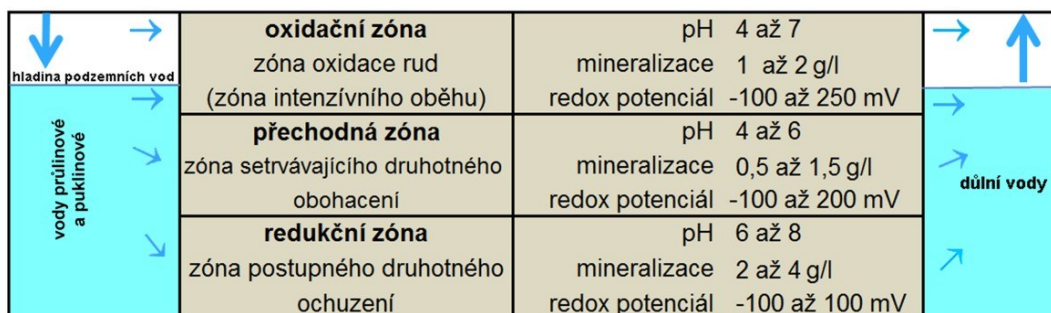 hladina podzemních vod
vody průlinové
a puklinové
oxidační zóna
zóna oxidace rud
(zóna intenzívního oběhu)
pH 4 až 7
mineralizace 1 až 2 g/l
redox potenciál -100 až 250 mV
přechodná zóna
zóna setrvávajícího druhotného
obohacení
pH 4 až 6
mineralizace 0,5 až 1,5 g/l
redox potenciál -100 až 200 mV
redukční zóna
zóna postupného druhotného
ochuzení
pH 6 až 8
mineralizace 2 až 4 g/l
redox potenciál -100 až 100 mV
důlní vody